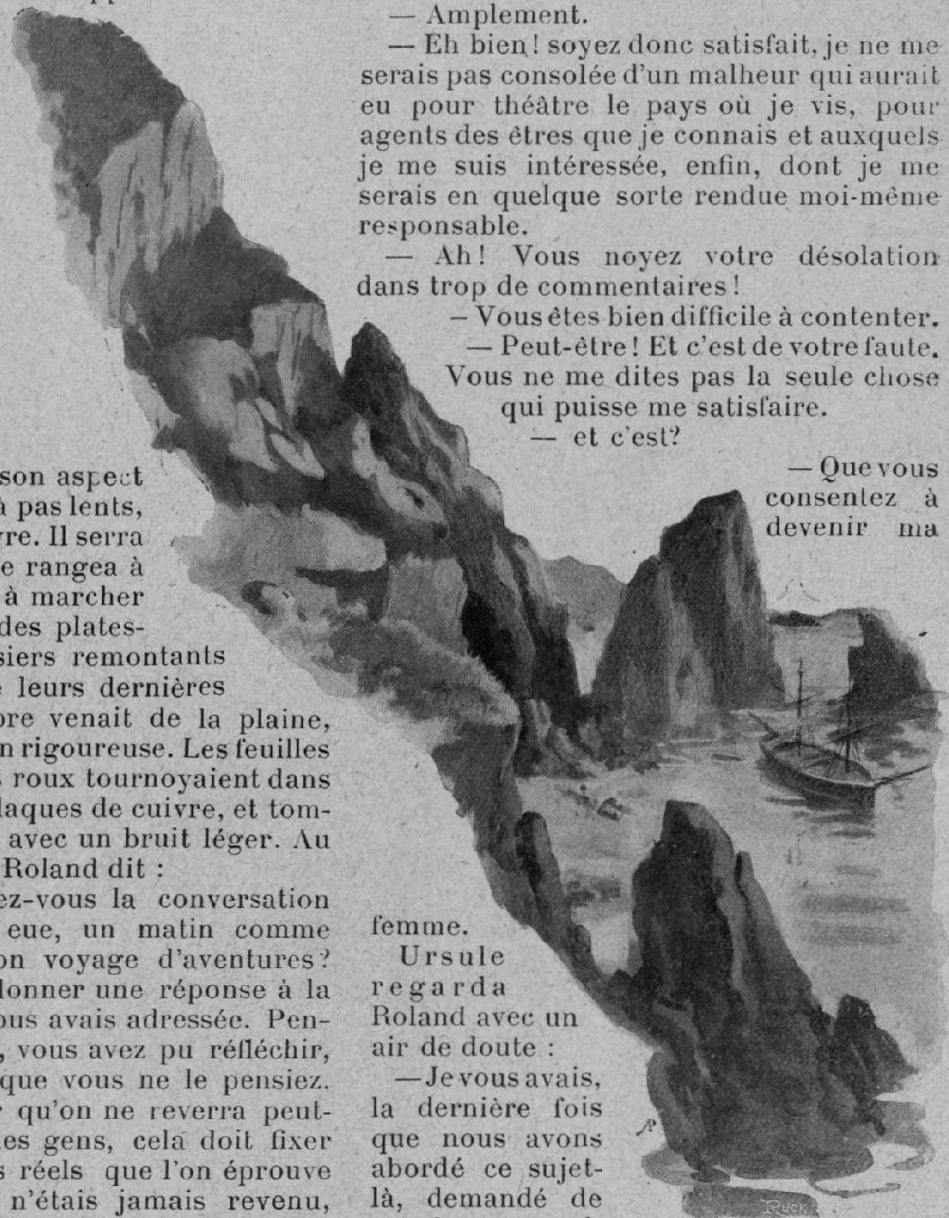 son aspect
à pas lents,
vre. Il serra
e rangea à
à marcher
des plates-
siers remontants
e leurs dernières
bre venait de la plaine,
n rigoureuse. Les feuilles
s roux tournoyaient dans
laques de cuivre, et tom-
avec un bruit léger. Au
Roland dit :
ez-vous la conversation
eue, un matin comme
on voyage d'aventures?
donner une réponse à la
ous avais adressée. Pen-
, vous avez pu réfléchir,
que vous ne le pensiez.
r qu'on ne reverra peut-
les gens, cela doit fixer
s réels que l'on éprouve
n'étais jamais revenu,
— Amplement.
— Eh bien! soyez donc satisfait, je ne me
serais pas consolée d'un malheur qui aurait
eu pour théâtre le pays où je vis, pour
agents des êtres que je connais et auxquels
je me suis intéressée, enfin, dont je me
serais en quelque sorte rendue moi-même
responsable.
— Ah! Vous noyez votre désolation
dans trop de commentaires!
– Vous êtes bien difficile à contenter.
— Peut-être! Et c'est de votre faute.
Vous ne me dites pas la seule chose
qui puisse me satisfaire.
— et c'est?
— Que vous
consentez à
devenir ma
femme.
Ursule
regarda
Roland avec un
air de doute :
— Je vous avais,
la dernière fois
que nous avons
abordé ce sujet-
là, demandé de